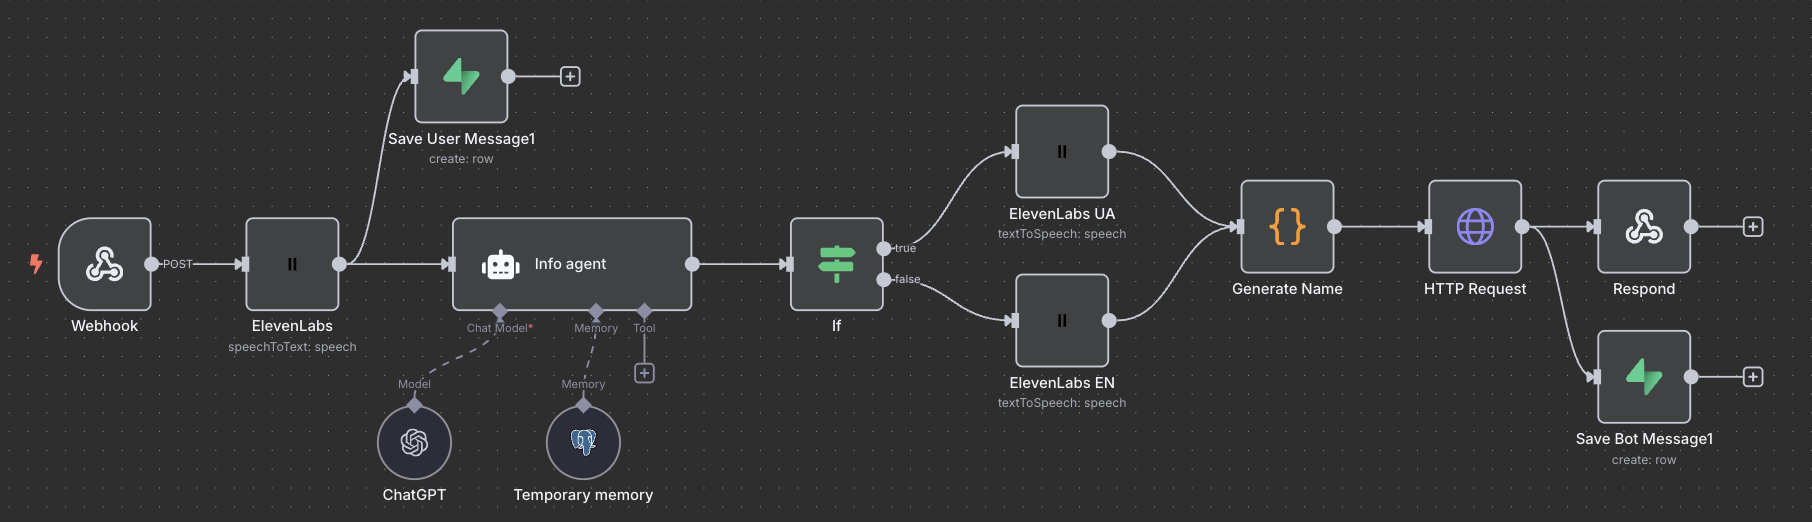 Save User Message1
create: row
POST
Webhook
ElevenLabs
speechToText: speech
Info agent
Chat Model*
Memory
Tool
Model
Memory
ChatGPT
Temporary memory
true
false
If
ElevenLabs UA
textToSpeech: speech
ElevenLabs EN
textToSpeech: speech
Generate Name
HTTP Request
Respond
Save Bot Message1
create: row